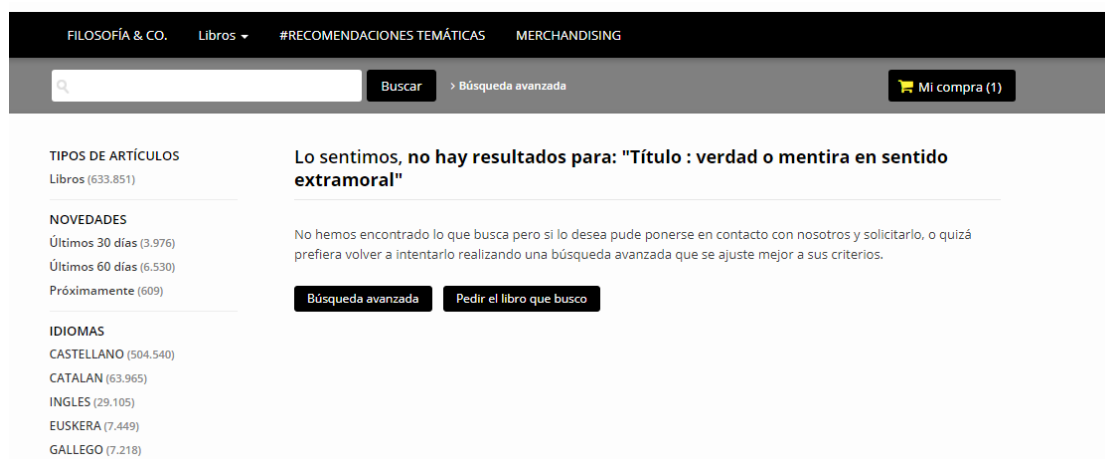 FILOSOFÍA & CO. Libros #RECOMENDACIONES TEMÁTICAS MERCHANDISING
Buscar > Búsqueda avanzada Mi compra (1)
TIPOS DE ARTÍCULOS
Libros (633.851)
NOVEDADES
Últimos 30 días (3.976)
Últimos 60 días (6.530)
Próximamente (609)
IDIOMAS
CASTELLANO (504.540)
CATALAN (63.965)
INGLES (29.105)
EUSKERA (7.449)
GALLEGO (7.218)
Lo sentimos, no hay resultados para: "Título : verdad o mentira en sentido
extramoral"
No hemos encontrado lo que busca pero si lo desea pude ponerse en contacto con nosotros y solicitarlo, o quizá
prefiera volver a intentarlo realizando una búsqueda avanzada que se ajuste mejor a sus criterios.
Búsqueda avanzada Pedir el libro que busco